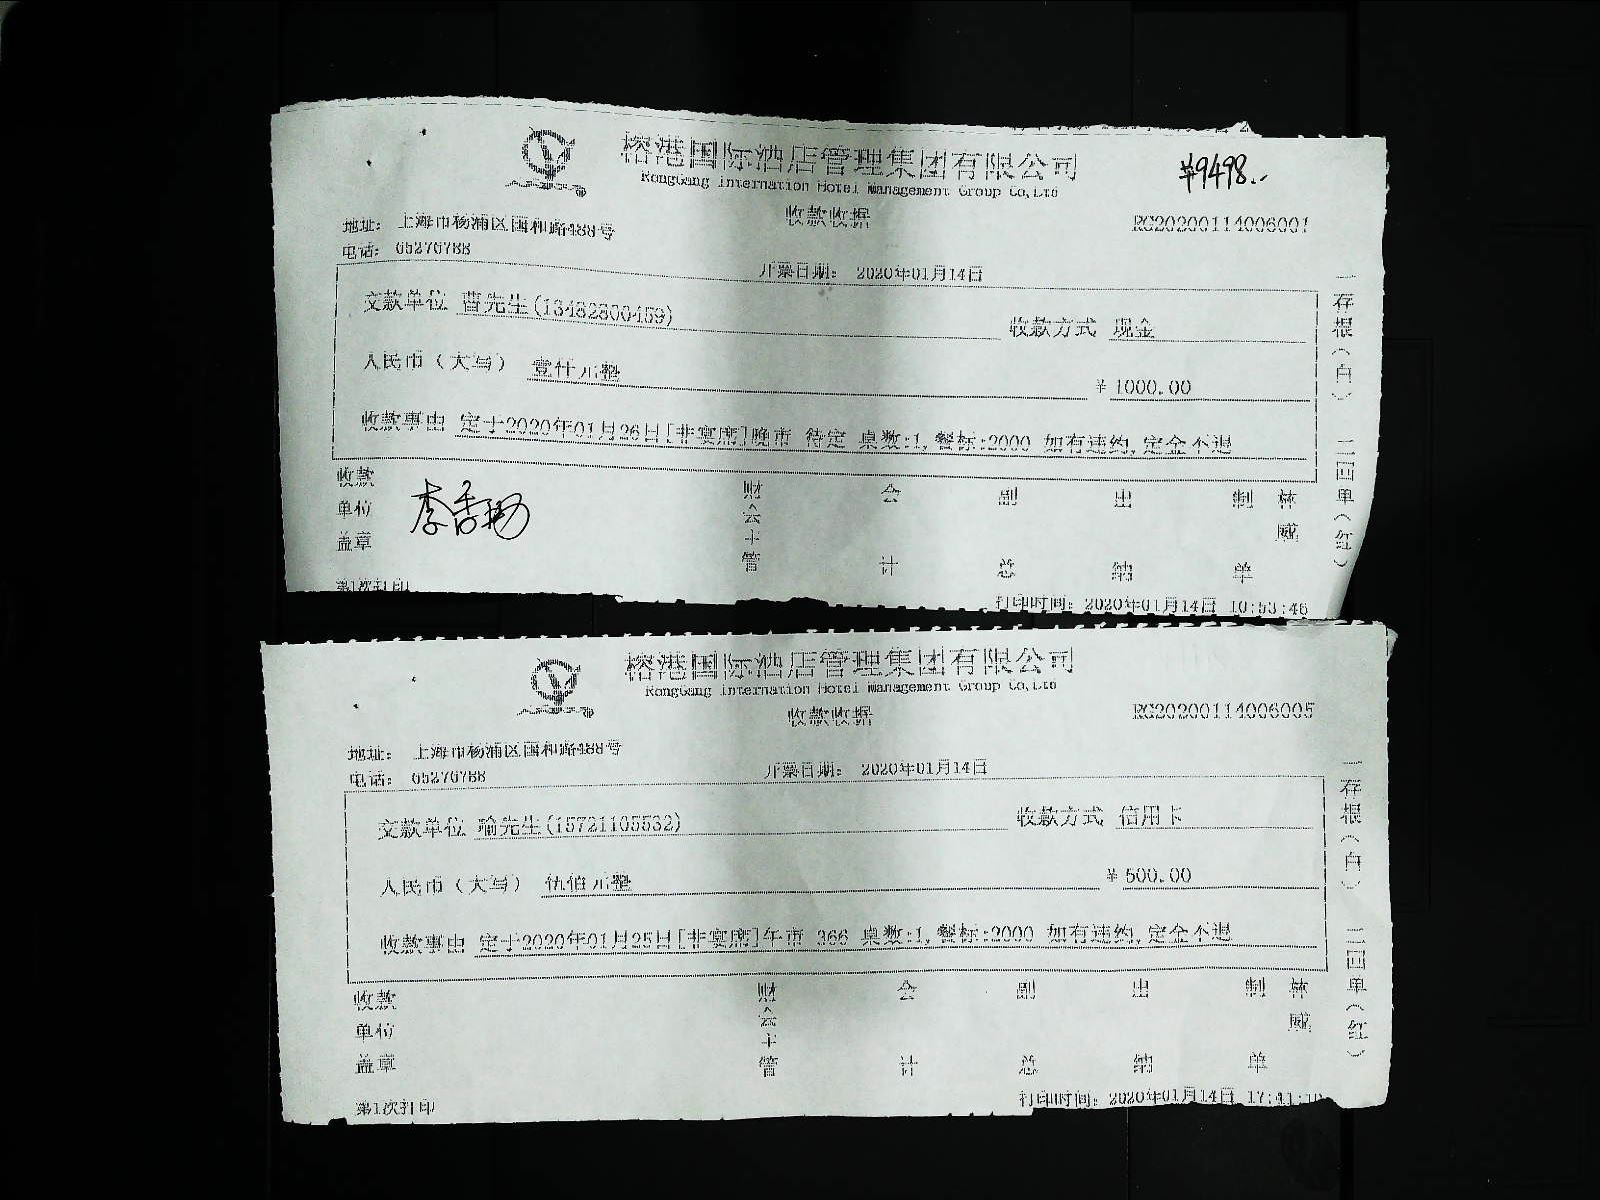 榕港国际酒店管理集团有限公司
¥9498.-
RongGang Internation Hotel Management Group Co,Ltd
收款收据
RG20200114006001
地址： 上海市杨浦区国和路488号
电话： 65276788
开票日期： 2020年01月14日
交款单位 曹先生(13482800459)
收款方式 现金
人民币（大写） 壹仟元整
¥ 1000.00
收款事由 定于2020年01月26日[非宴席]晚市 待定 桌数:1,餐标:2000 如有违约,定金不退
一存根（白） 二回单（红）
收款单位盖章
财会主管
会计
副总
出纳
制单
林威
第1次打印
打印时间： 2020年01月14日 10:53:46
榕港国际酒店管理集团有限公司
RongGang Internation Hotel Management Group Co,Ltd
收款收据
RG20200114006005
地址： 上海市杨浦区国和路488号
电话： 65276788
开票日期： 2020年01月14日
交款单位 瑜先生(15721105532)
收款方式 信用卡
人民币（大写） 伍佰元整
¥ 500.00
收款事由 定于2020年01月25日[非宴席]午市 366 桌数:1,餐标:2000 如有违约,定金不退
一存根（白） 二回单（红）
收款单位盖章
财会主管
会计
副总
出纳
制单
林威
第1次打印
打印时间： 2020年01月14日